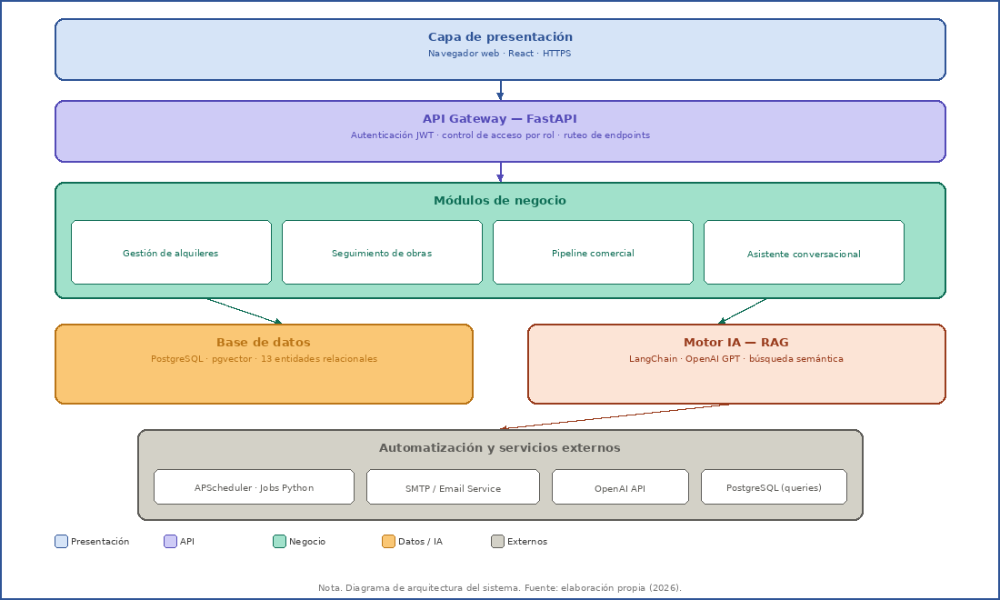 Capa de presentación
Navegador web · React · HTTPS
API Gateway — FastAPI
Autenticación JWT · control de acceso por rol · ruteo de endpoints
Módulos de negocio
Gestión de alquileres
Seguimiento de obras
Pipeline comercial
Asistente conversacional
Base de datos
PostgreSQL · pgvector · 13 entidades relacionales
Motor IA — RAG
LangChain · OpenAI GPT · búsqueda semántica
Automatización y servicios externos
APScheduler · Jobs Python
SMTP / Email Service
OpenAI API
PostgreSQL (queries)
Presentación
API
Negocio
Datos / IA
Externos
Nota. Diagrama de arquitectura del sistema. Fuente: elaboración propia (2026).